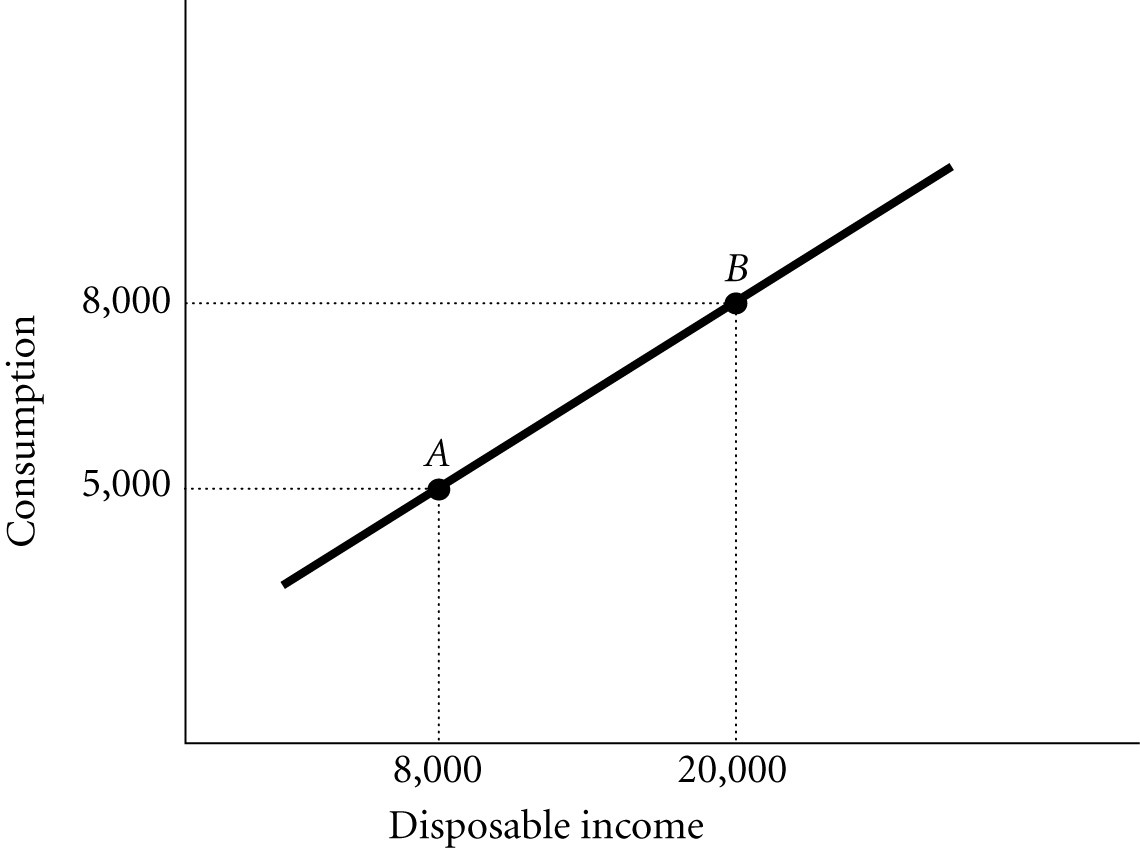 B
8,000
A
5,000
Consumption
8,000
20,000
Disposable income